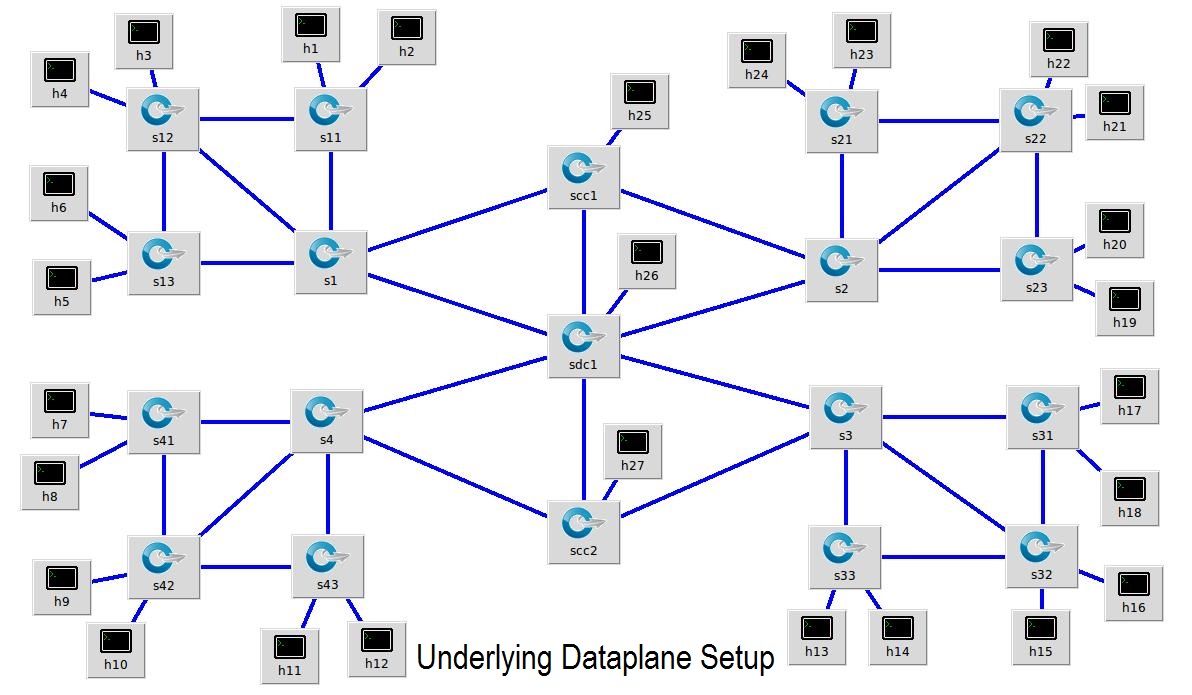 h3
h1
h2
h4
s12
s11
h6
s13
s1
h5
h25
scc1
h26
sdc1
h24
h23
h22
s21
s22
h21
h20
s2
s23
h19
h7
s41
s4
h8
h9
s42
s43
h10
h11
h12
h27
scc2
s3
s31
h17
h18
s33
s32
h16
h13
h14
h15
Underlying Dataplane Setup